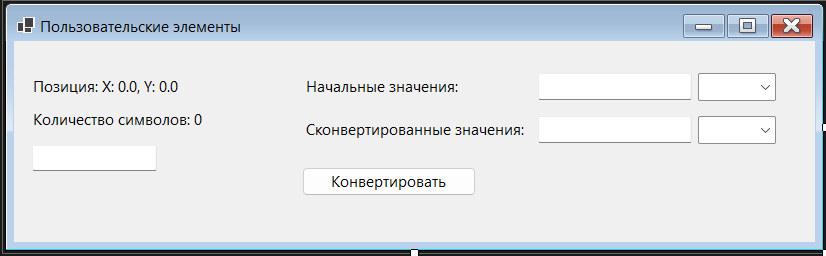 Пользовательские элементы
Позиция: X: 0.0, Y: 0.0
Количество символов: 0
Начальные значения:
Сконвертированные значения:
Конвертировать